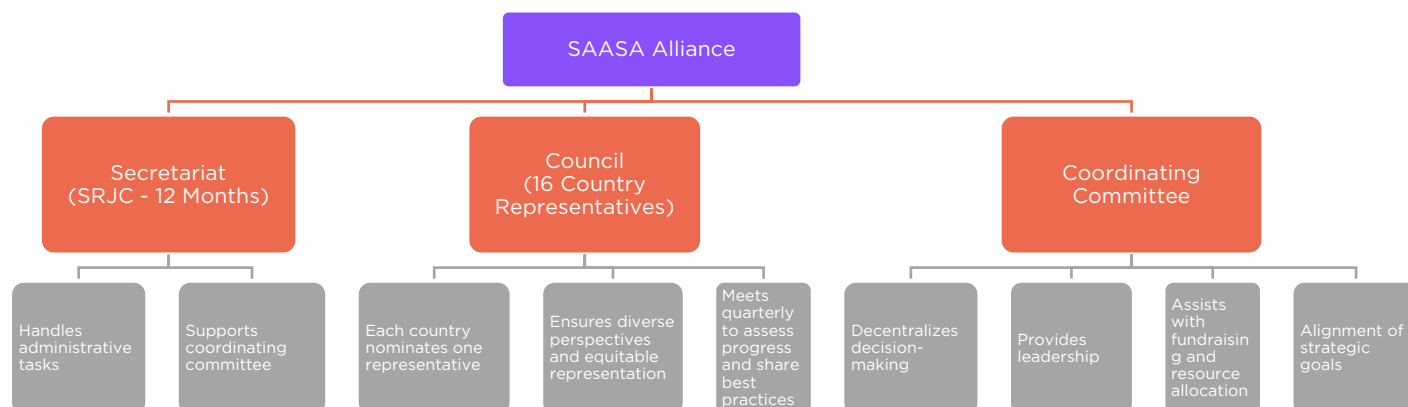 SAASA Alliance
Secretariat
(SRJC - 12 Months)
Council
(16 Country
Representatives)
Coordinating
Committee
Handles
administrative
tasks
Supports
coordinating
committee
Each country
nominates one
representative
Ensures diverse
perspectives
and equitable
representation
Meets
quarterly
to assess
progress
and share
best
practices
Decentralizes
decision-
making
Provides
leadership
Assists
with
fundraisin
g and
resource
allocation
Alignment of
strategic
goals